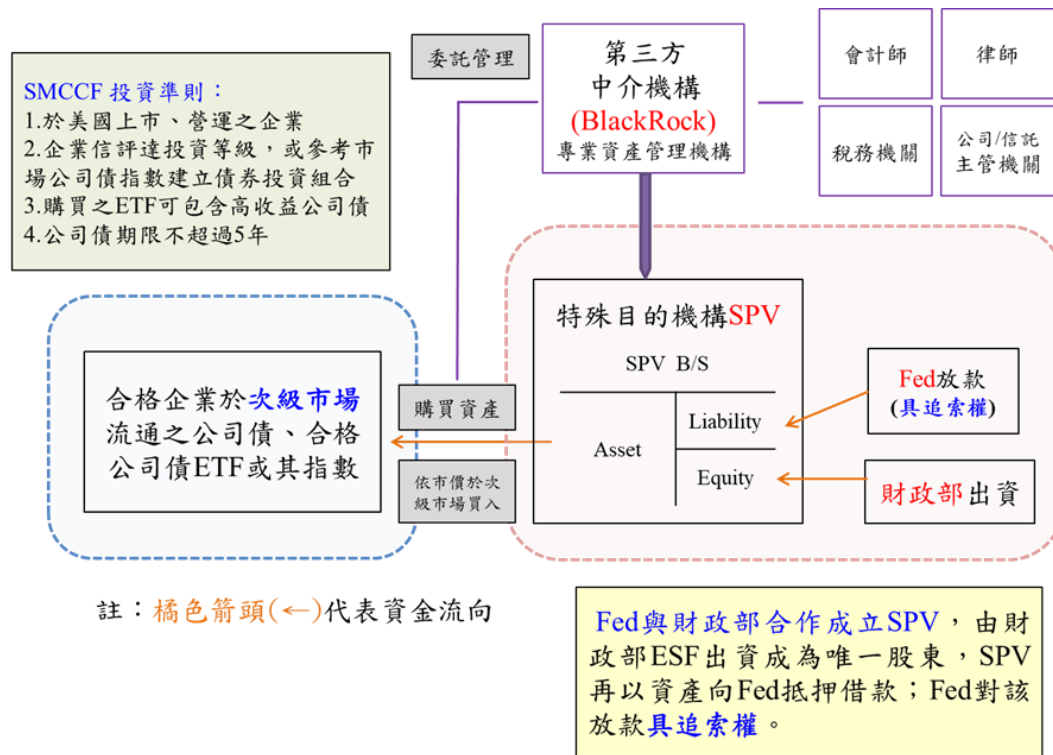 委託管理
第三方
中介機構
(BlackRock)
專業資產管理機構
會計師
律師
稅務機關
公司/信託
主管機關
SMCCF 投資準則：
1.於美國上市、營運之企業
2.企業信評達投資等級，或參考市
場公司債指數建立債券投資組合
3.購買之ETF可包含高收益公司債
4.公司債期限不超過5年
特殊目的機構SPV
SPV B/S
Asset
Liability
Equity
Fed放款
(具追索權)
財政部出資
合格企業於次級市場
流通之公司債、合格
公司債ETF或其指數
購買資產
依市價於次
級市場買入
註：橘色箭頭(←)代表資金流向
Fed與財政部合作成立SPV，由財
政部ESF出資成為唯一股東，SPV
再以資產向Fed抵押借款；Fed對該
放款具追索權。